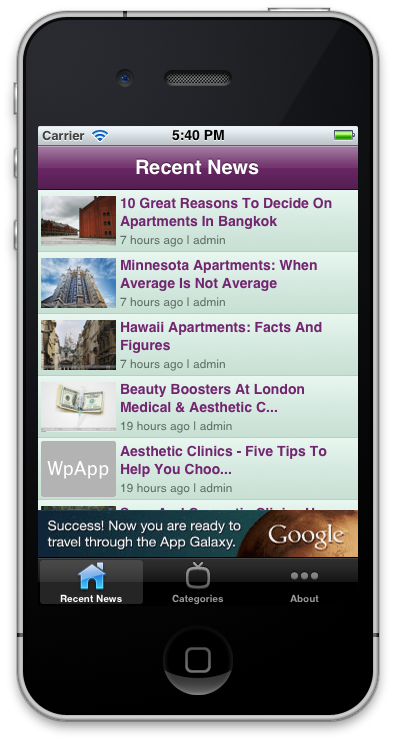 Carrier 5:40 PM
Recent News
10 Great Reasons To Decide On
Apartments In Bangkok
7 hours ago | admin
Minnesota Apartments: When
Average Is Not Average
7 hours ago | admin
Hawaii Apartments: Facts And
Figures
7 hours ago | admin
Beauty Boosters At London
Medical & Aesthetic C...
19 hours ago | admin
WpApp
Aesthetic Clinics - Five Tips To
Help You Choo...
19 hours ago | admin
Success! Now you are ready to
travel through the App Galaxy.
Google
Recent News
Categories
About